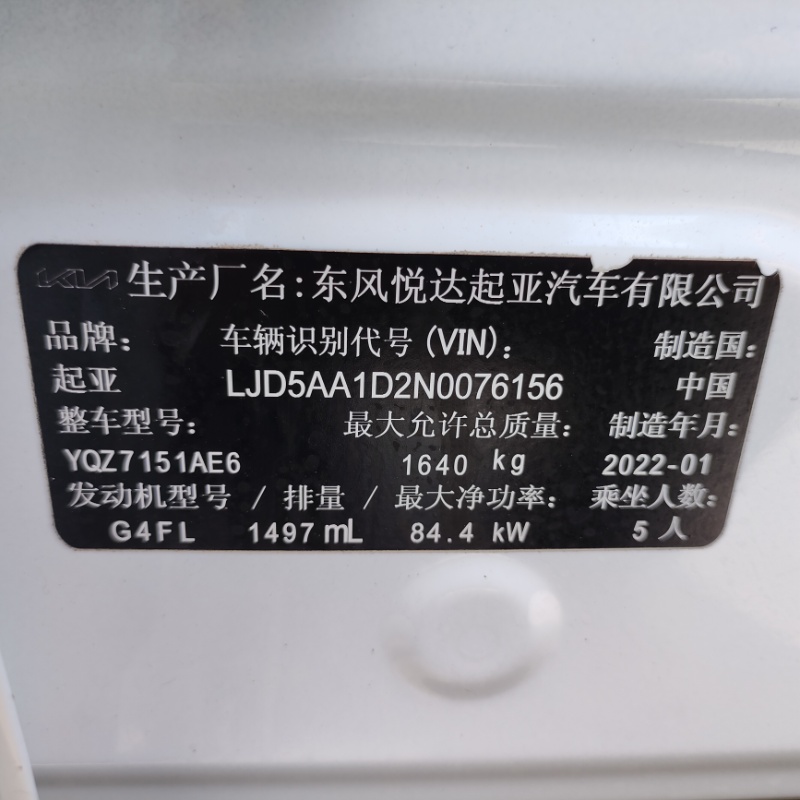 KIA 生产厂名:东风悦达起亚汽车有限公司
品牌: 车辆识别代号(VIN): 制造国:
起亚 LJD5AA1D2N0076156 中国
整车型号: 最大允许总质量: 制造年月:
YQZ7151AE6 1640 kg 2022-01
发动机型号 / 排量 / 最大净功率: 乘坐人数:
G4FL 1497 mL 84.4 kW 5 人